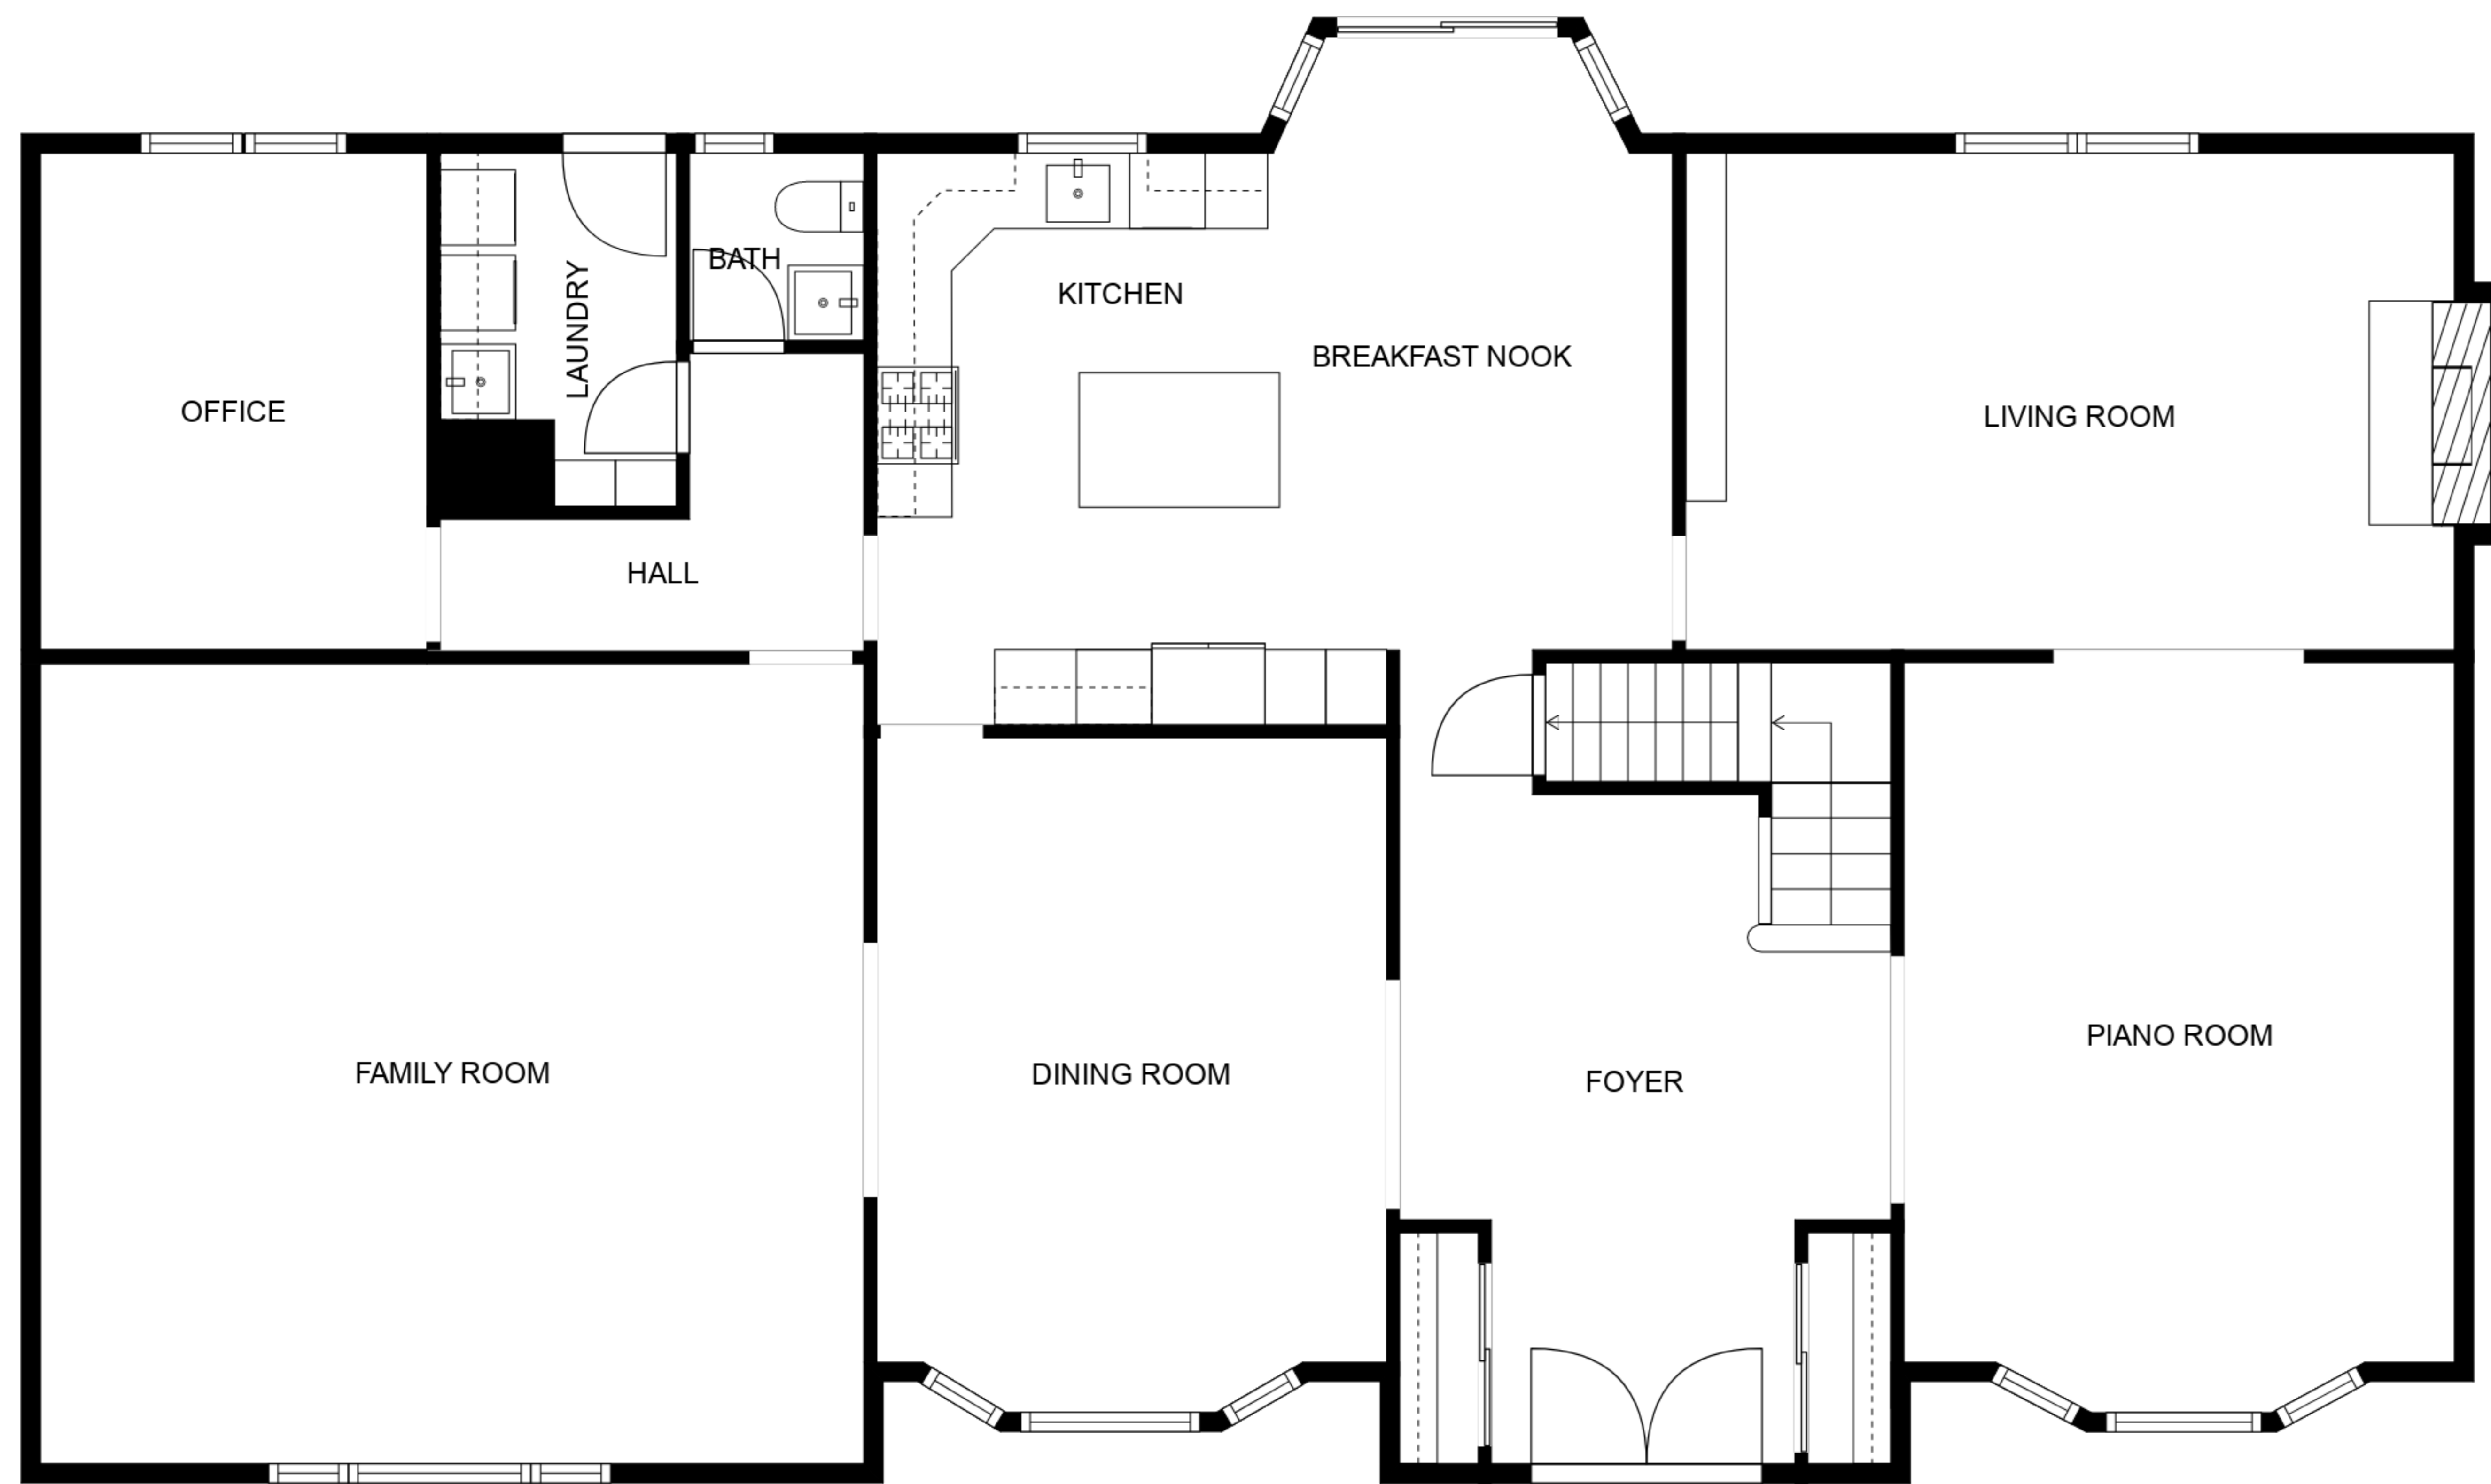 BATH
KITCHEN
LAUNDRY
BREAKFAST NOOK
OFFICE
LIVING ROOM
HALL
PIANO ROOM
FAMILY ROOM
DINING ROOM
FOYER